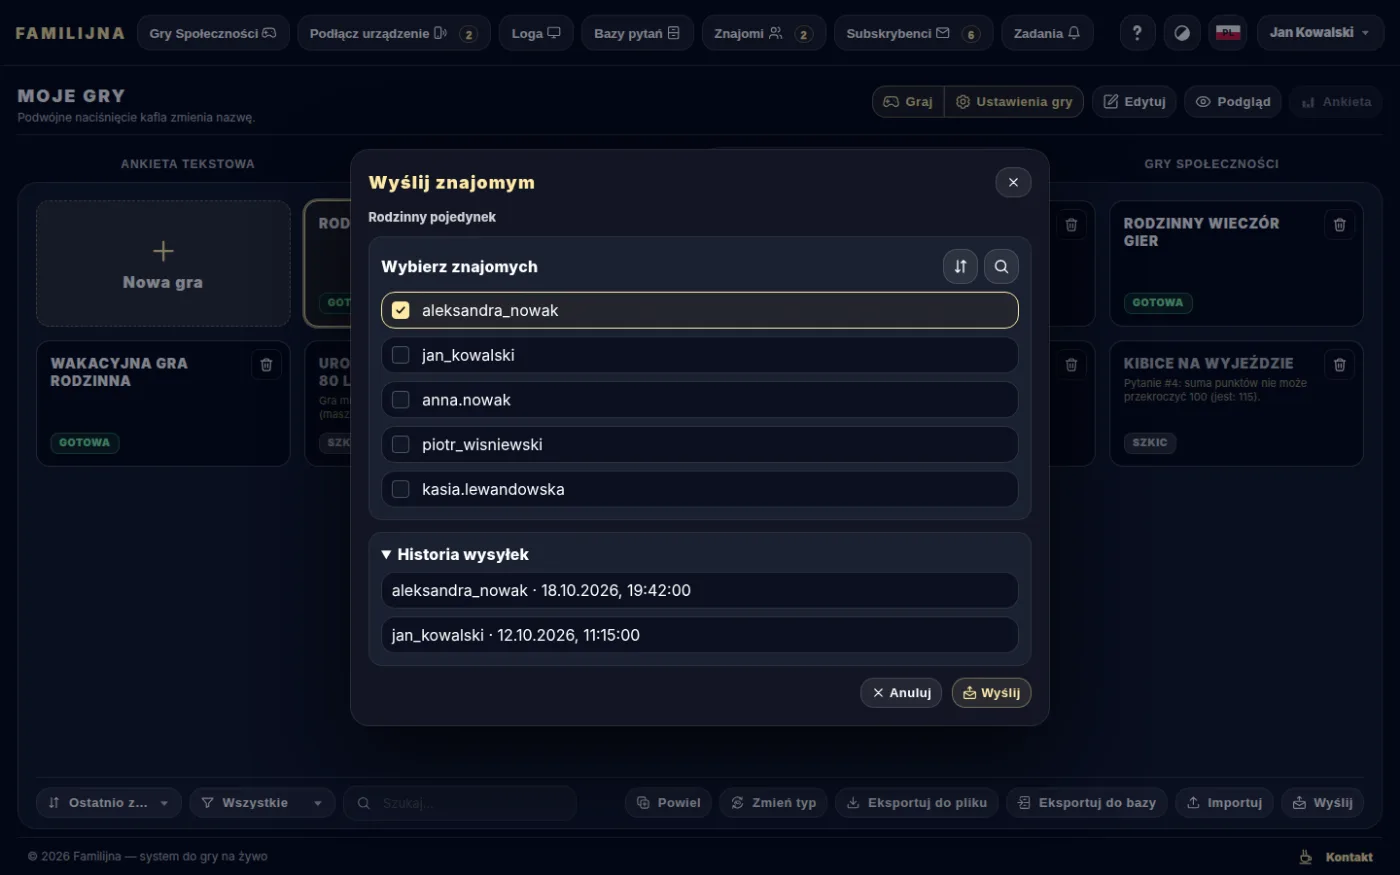 FAMILIJNA
Gry Społeczności
Podłącz urządzenie 2
Loga
Bazy pytań
Znajomi 2
Subskrybenci 6
Zadania
?
PL
Jan Kowalski
MOJE GRY
Podwójne naciśnięcie kafla zmienia nazwę.
Graj
Ustawienia gry
Edytuj
Podgląd
Ankieta
ANKIETA TEKSTOWA
GRY SPOŁECZNOŚCI
Nowa gra
RODZINNY WIECZÓR
GIER
GOTOWA
WAKACYJNA GRA
RODZINNA
GOTOWA
80 L
KIBICE NA WYJEŹDZIE
Pytanie #4: suma punktów nie może
przekroczyć 100 (jest: 115).
SZKIC
Wyślij znajomym
Rodzinny pojedynek
Wybierz znajomych
aleksandra_nowak
jan_kowalski
anna.nowak
piotr_wisniewski
kasia.lewandowska
Historia wysyłek
aleksandra_nowak · 18.10.2026, 19:42:00
jan_kowalski · 12.10.2026, 11:15:00
Anuluj
Wyślij
Ostatnio z...
Wszystkie
Szukaj...
Powiel
Zmień typ
Eksportuj do pliku
Eksportuj do bazy
Importuj
Wyślij
© 2026 Familijna — system do gry na żywo
Kontakt